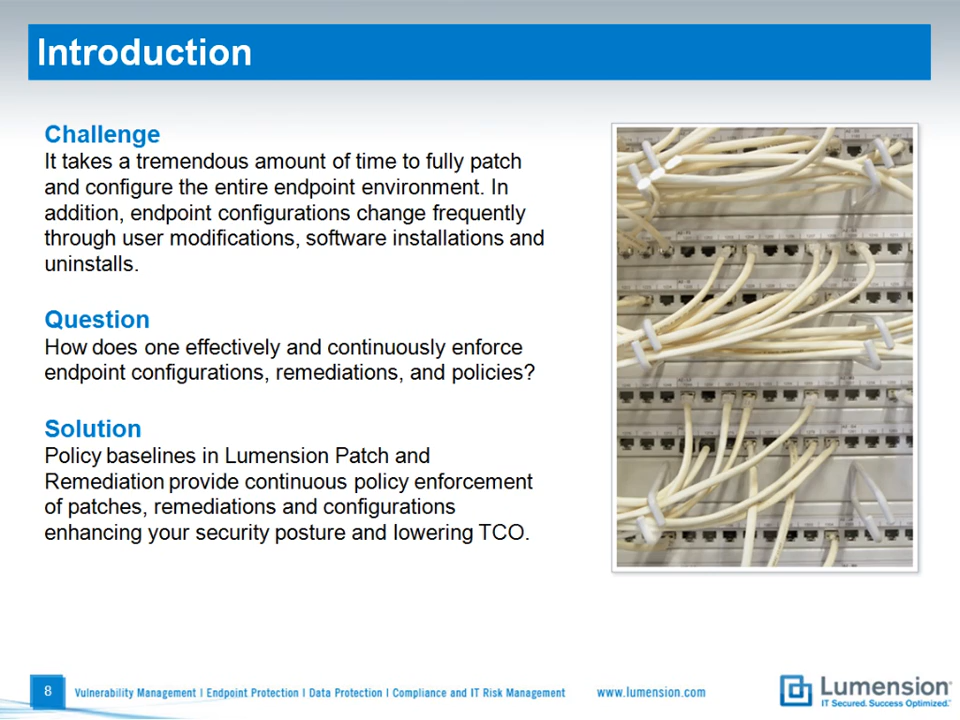 Introduction
Challenge
It takes a tremendous amount of time to fully patch
and configure the entire endpoint environment. In
addition, endpoint configurations change frequently
through user modifications, software installations and
uninstalls.
Question
How does one effectively and continuously enforce
endpoint configurations, remediations, and policies?
Solution
Policy baselines in Lumension Patch and
Remediation provide continuous policy enforcement
of patches, remediations and configurations
enhancing your security posture and lowering TCO.
8
Vulnerability Management | Endpoint Protection | Data Protection | Compliance and IT Risk Management
www.lumension.com
Lumension
IT Secured. Success Optimized.